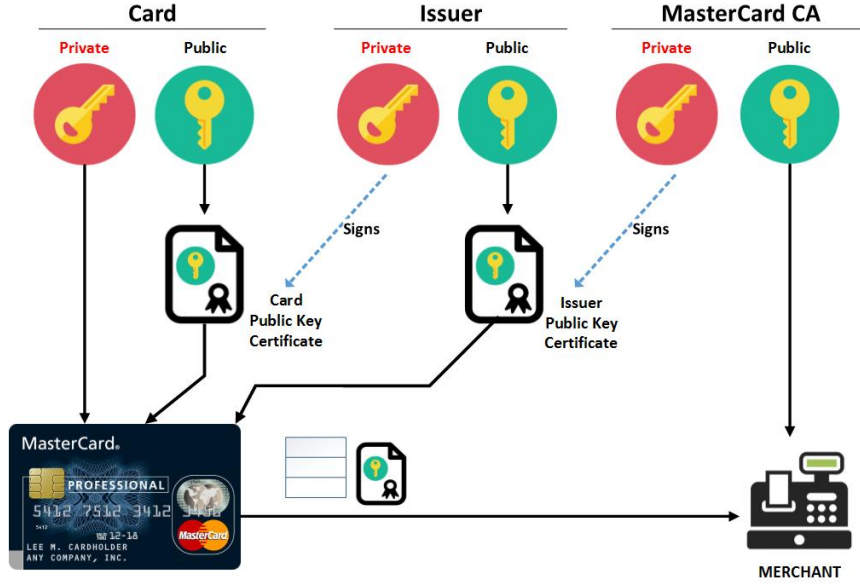 Card
Issuer
MasterCard CA
Private
Public
Private
Public
Private
Public
Signs
Signs
Card
Public Key
Certificate
Issuer
Public Key
Certificate
MasterCard®
PROFESSIONAL
5412 7512 3412 3456
5412
12-18
LEE M. CARDHOLDER
ANY COMPANY, INC.
MasterCard
MERCHANT